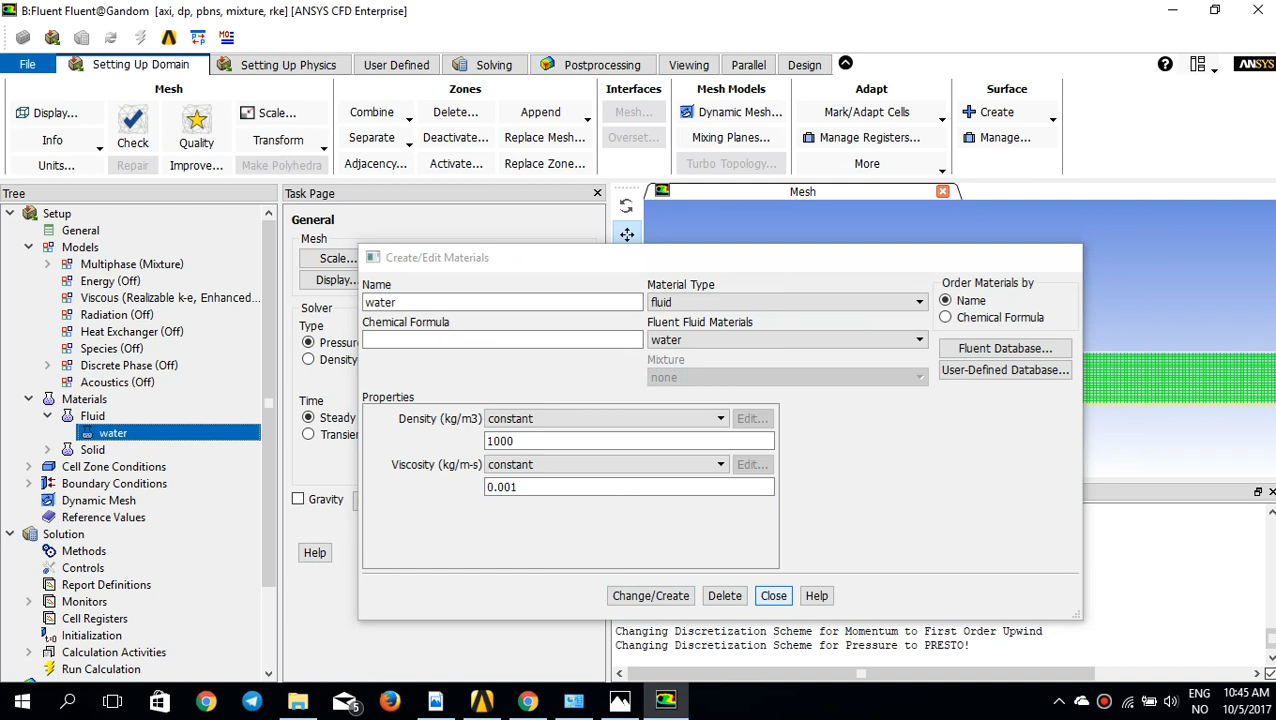 B:Fluent Fluent@Gandom [axi, dp, pbns, mixture, rke] [ANSYS CFD Enterprise]
File
Setting Up Domain
Setting Up Physics
User Defined
Solving
Postprocessing
Viewing
Parallel
Design
ANSYS
Mesh
Zones
Interfaces
Mesh Models
Adapt
Surface
Display...
Check
Scale...
Combine
Delete...
Append
Mesh...
Dynamic Mesh...
Mark/Adapt Cells
Create
Info
Quality
Transform
Separate
Deactivate...
Replace Mesh...
Overset...
Mixing Planes...
Manage Registers...
Manage...
Units...
Repair
Improve...
Make Polyhedra
Adjacency...
Activate...
Replace Zone...
Turbo Topology...
More
Tree
Setup
General
Models
Multiphase (Mixture)
Energy (Off)
Viscous (Realizable k-e, Enhanced...
Radiation (Off)
Heat Exchanger (Off)
Species (Off)
Discrete Phase (Off)
Acoustics (Off)
Materials
Fluid
water
Solid
Cell Zone Conditions
Boundary Conditions
Dynamic Mesh
Reference Values
Solution
Methods
Controls
Report Definitions
Monitors
Cell Registers
Initialization
Calculation Activities
Run Calculation
Task Page
General
Mesh
Scale...
Display...
Solver
Type
Pressure
Density
Time
Steady
Transien
Gravity
Help
Mesh
Create/Edit Materials
Name
water
Chemical Formula
Material Type
fluid
Fluent Fluid Materials
water
Mixture
none
Order Materials by
Name
Chemical Formula
Fluent Database...
User-Defined Database...
Properties
Density (kg/m3)
constant
Edit...
1000
Viscosity (kg/m-s)
constant
Edit...
0.001
Change/Create
Delete
Close
Help
Changing Discretization Scheme for Momentum to First Order Upwind
Changing Discretization Scheme for Pressure to PRESTO!
5
ENG
NO
10:45 AM
10/5/2017